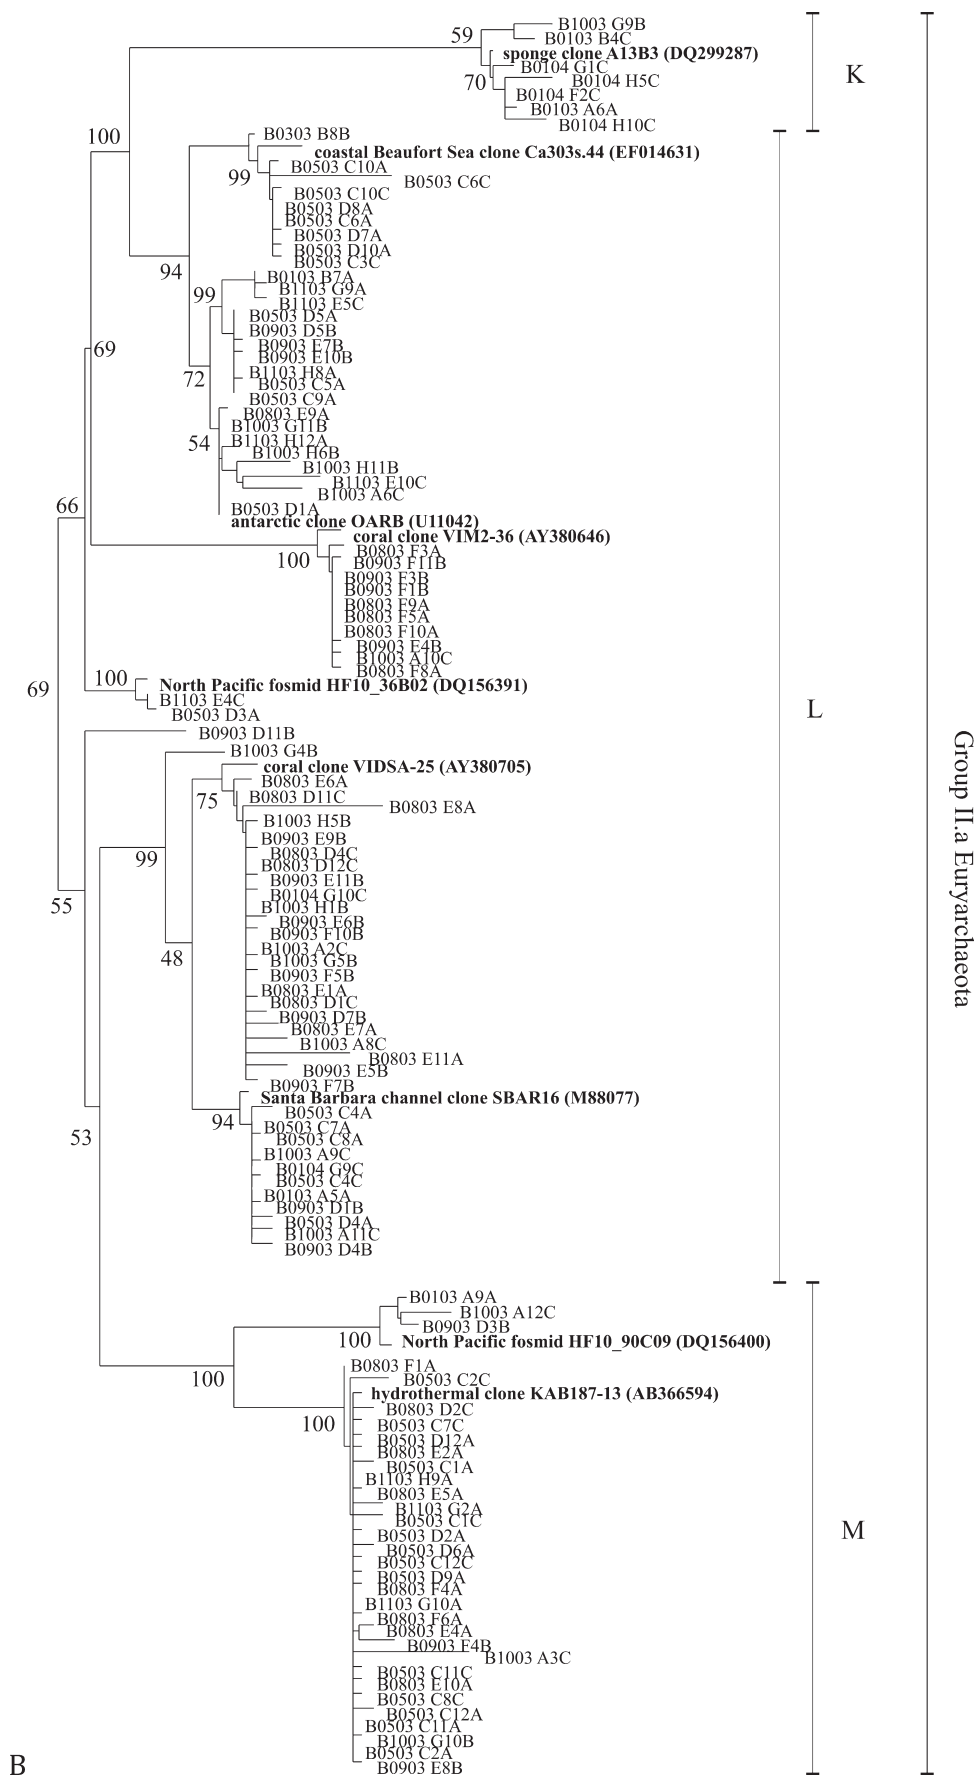 59
B1003 G9B
B0103 B4C
sponge clone A13B3 (DQ299287)
B0104 G1C
70
B0104 H5C
B0104 F2C
B0103 A6A
B0104 H10C
K
100
B0303 B8B
coastal Beaufort Sea clone Ca303s.44 (EF014631)
B0503 C10A
99
B0503 C6C
B0503 C10C
B0503 D8A
B0503 C6A
B0503 D7A
B0503 D10A
B0503 C3C
94
B0103 B7A
B1103 G9A
99
B1103 E5C
B0503 D5A
B0903 D5B
B0903 E7B
69
B0903 E10B
B1103 H8A
72
B0503 C5A
B0503 C9A
B0803 E9A
B1003 G11B
B1103 H12A
54
B1003 H6B
B1003 H11B
B1103 E10C
B1003 A6C
66
B0503 D1A
antarctic clone OARB (U11042)
coral clone VIM2-36 (AY380646)
B0803 F3A
100
B0903 F11B
B0903 F3B
B0903 F1B
B0803 F9A
B0803 F5A
B0803 F10A
B0903 E4B
B1003 A10C
B0803 F8A
100
North Pacific fosmid HF10_36B02 (DQ156391)
69
B1103 E4C
B0503 D3A
L
B0903 D11B
B1003 G4B
coral clone VIDSA-25 (AY380705)
B0803 E6A
75
B0803 D11C
B0803 E8A
B1003 H5B
B0903 E9B
B0803 D4C
99
B0803 D12C
B0903 E11B
B0104 G10C
55
B1003 H1B
B0903 E6B
B0903 F10B
B1003 A2C
48
B1003 G5B
B0903 F5B
B0803 E1A
B0803 D1C
B0903 D7B
B0803 E7A
B1003 A8C
B0803 E11A
B0903 E5B
B0903 F7B
Santa Barbara channel clone SBAR16 (M88077)
B0503 C4A
94
B0503 C7A
53
B0503 C8A
B1003 A9C
B0104 G9C
B0503 C4C
B0103 A5A
B0903 D1B
B0503 D4A
B1003 A11C
B0903 D4B
Group II.a Euryarchaeota
B0103 A9A
B1003 A12C
B0903 D3B
100
North Pacific fosmid HF10_90C09 (DQ156400)
B0803 F1A
100
B0503 C2C
hydrothermal clone KAB187-13 (AB366594)
B0803 D2C
100
B0503 C7C
B0503 D12A
B0803 E2A
B0503 C1A
B1103 H9A
B0803 E5A
B1103 G2A
B0503 C1C
M
B0503 D2A
B0503 D6A
B0503 C12C
B0503 D9A
B0803 F4A
B1103 G10A
B0803 F6A
B0803 E4A
B0903 F4B
B1003 A3C
B0503 C11C
B0803 E10A
B0503 C8C
B0503 C12A
B0503 C11A
B1003 G10B
B0503 C2A
B0903 E8B
B